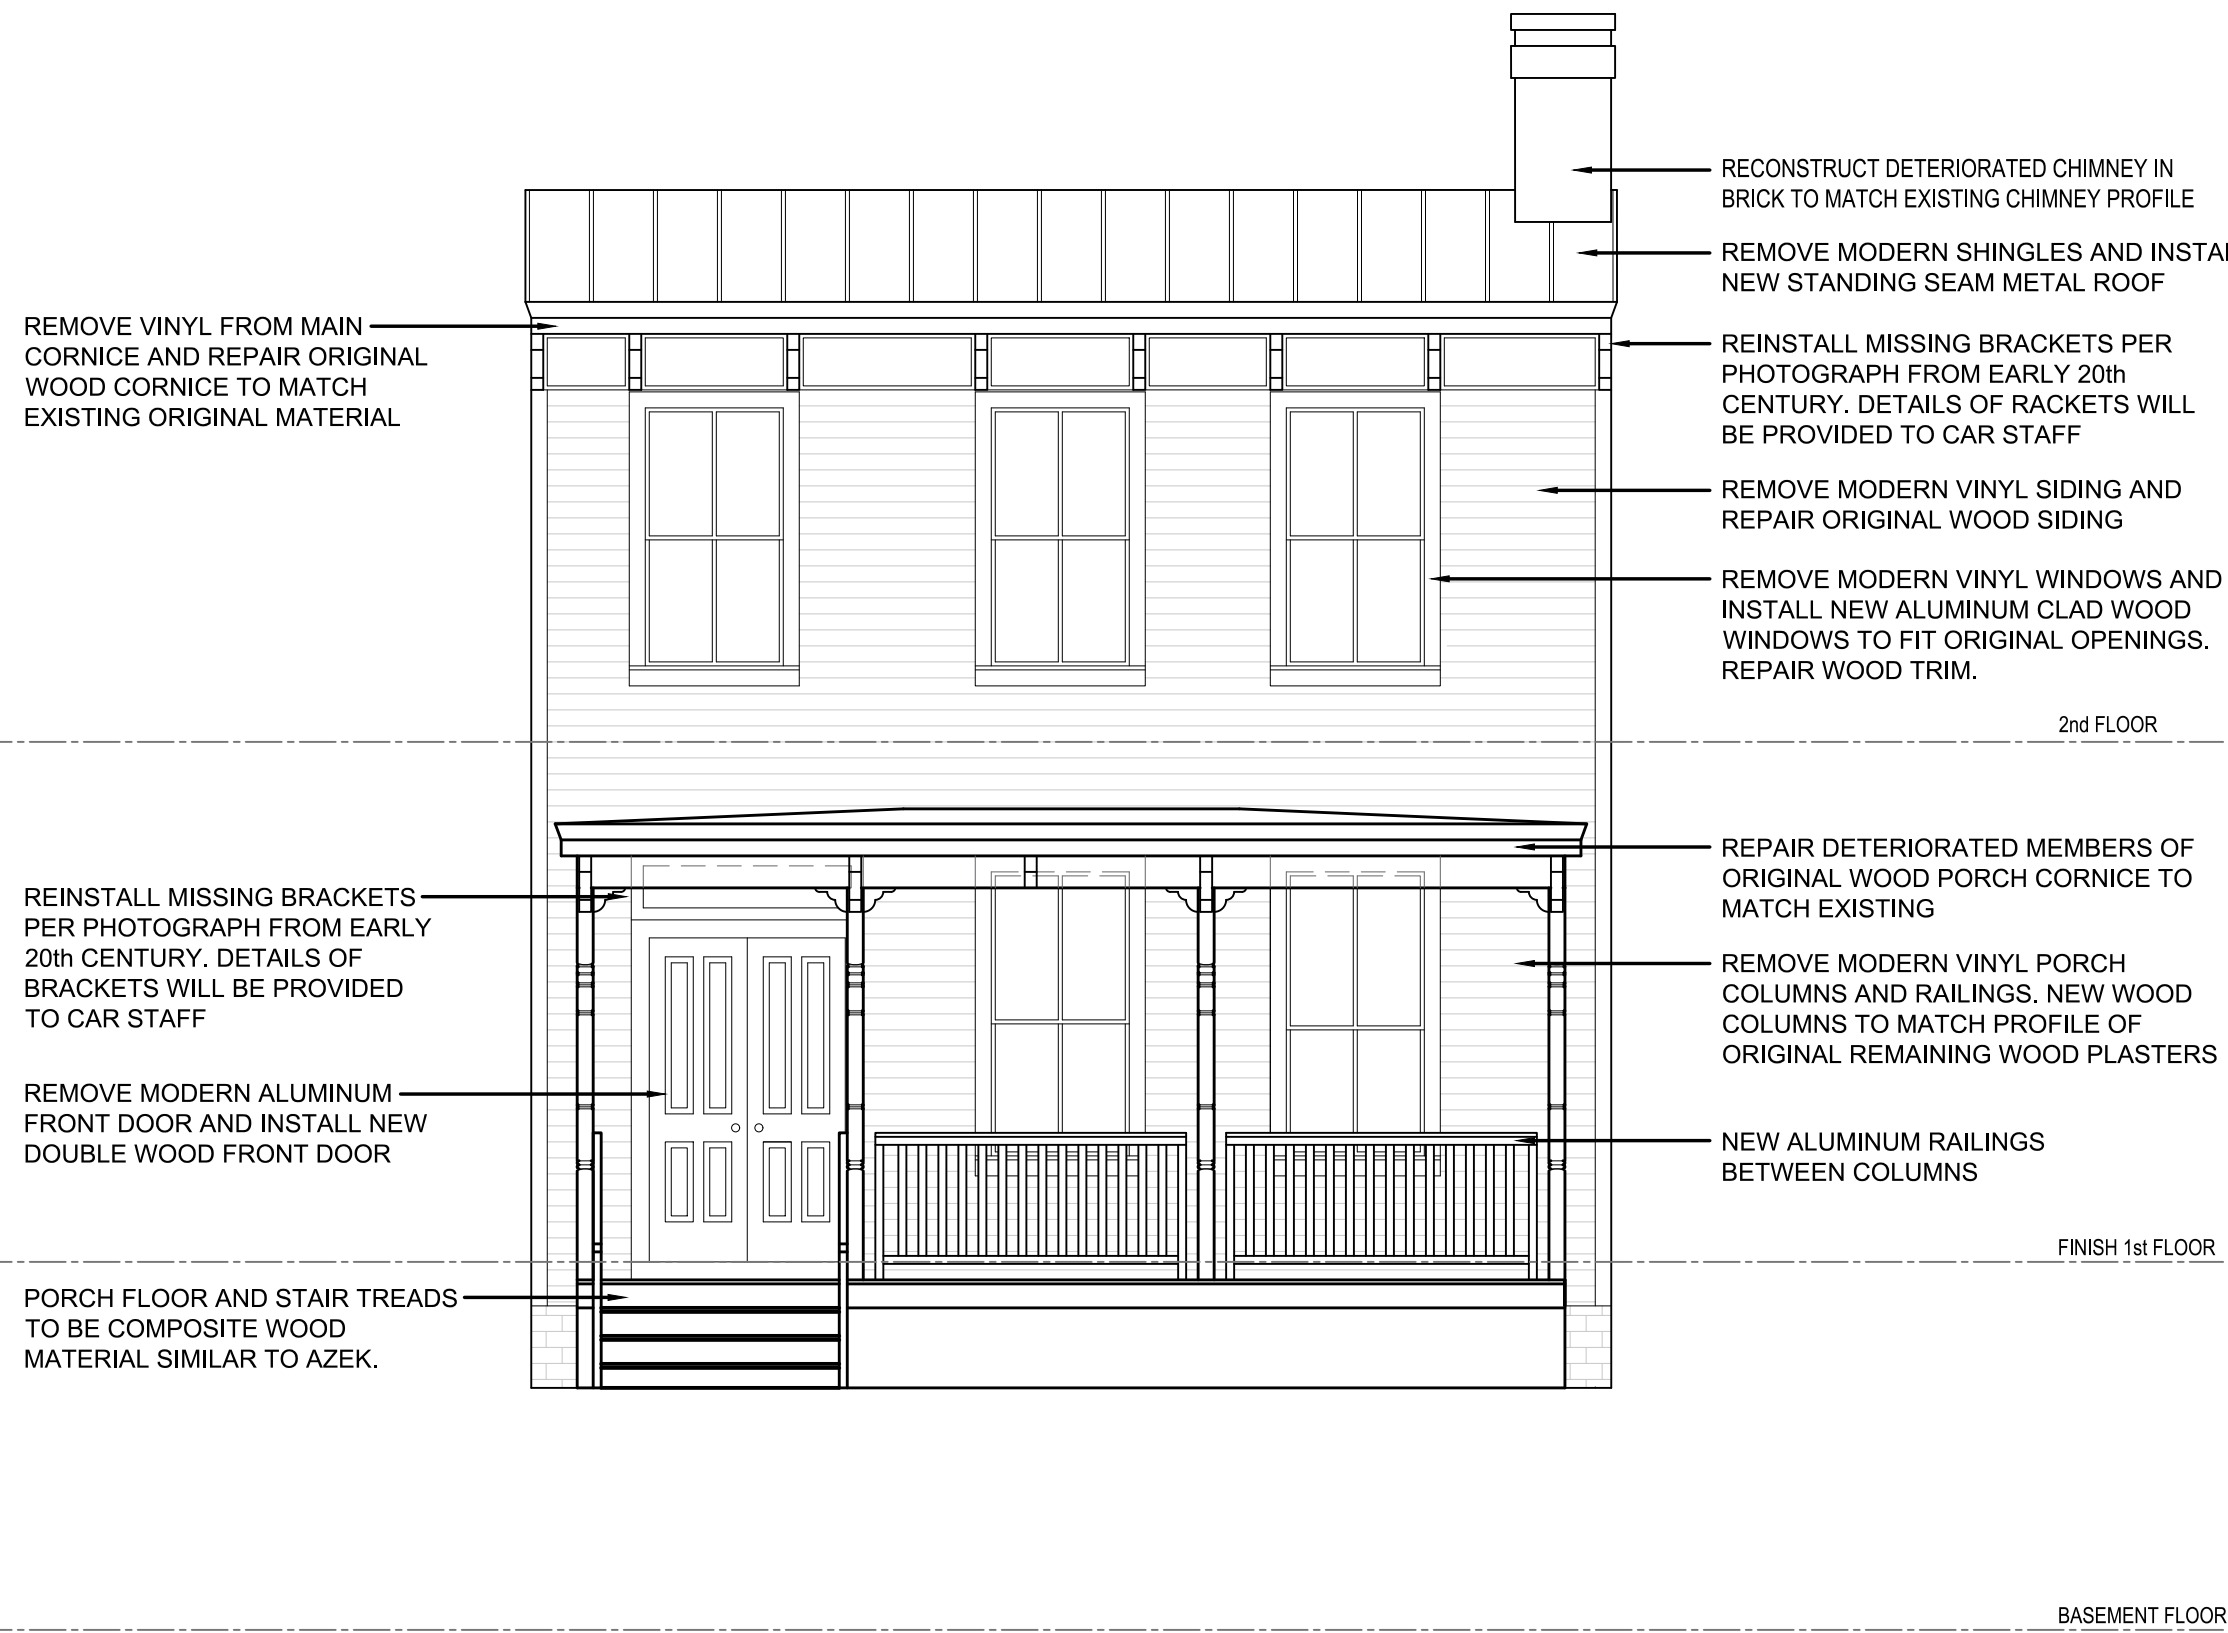 REMOVE VINYL FROM MAIN
CORNICE AND REPAIR ORIGINAL
WOOD CORNICE TO MATCH
EXISTING ORIGINAL MATERIAL
REINSTALL MISSING BRACKETS
PER PHOTOGRAPH FROM EARLY
20th CENTURY. DETAILS OF
BRACKETS WILL BE PROVIDED
TO CAR STAFF
REMOVE MODERN ALUMINUM
FRONT DOOR AND INSTALL NEW
DOUBLE WOOD FRONT DOOR
PORCH FLOOR AND STAIR TREADS
TO BE COMPOSITE WOOD
MATERIAL SIMILAR TO AZEK.
RECONSTRUCT DETERIORATED CHIMNEY IN
BRICK TO MATCH EXISTING CHIMNEY PROFILE
REMOVE MODERN SHINGLES AND
NEW STANDING SEAM METAL ROOF
REINSTALL MISSING BRACKETS PER
PHOTOGRAPH FROM EARLY 20th
CENTURY. DETAILS OF RACKETS WILL
BE PROVIDED TO CAR STAFF
REMOVE MODERN VINYL SIDING AND
REPAIR ORIGINAL WOOD SIDING
REMOVE MODERN VINYL WINDOWS AND
INSTALL NEW ALUMINUM CLAD WOOD
WINDOWS TO FIT ORIGINAL OPENINGS.
REPAIR WOOD TRIM.
2nd FLOOR
REPAIR DETERIORATED MEMBERS OF
ORIGINAL WOOD PORCH CORNICE TO
MATCH EXISTING
REMOVE MODERN VINYL PORCH
COLUMNS AND RAILINGS. NEW WOOD
COLUMNS TO MATCH PROFILE OF
ORIGINAL REMAINING WOOD PLASTERS
NEW ALUMINUM RAILINGS
BETWEEN COLUMNS
FINISH 1st FLOOR
BASEMENT FLOOR